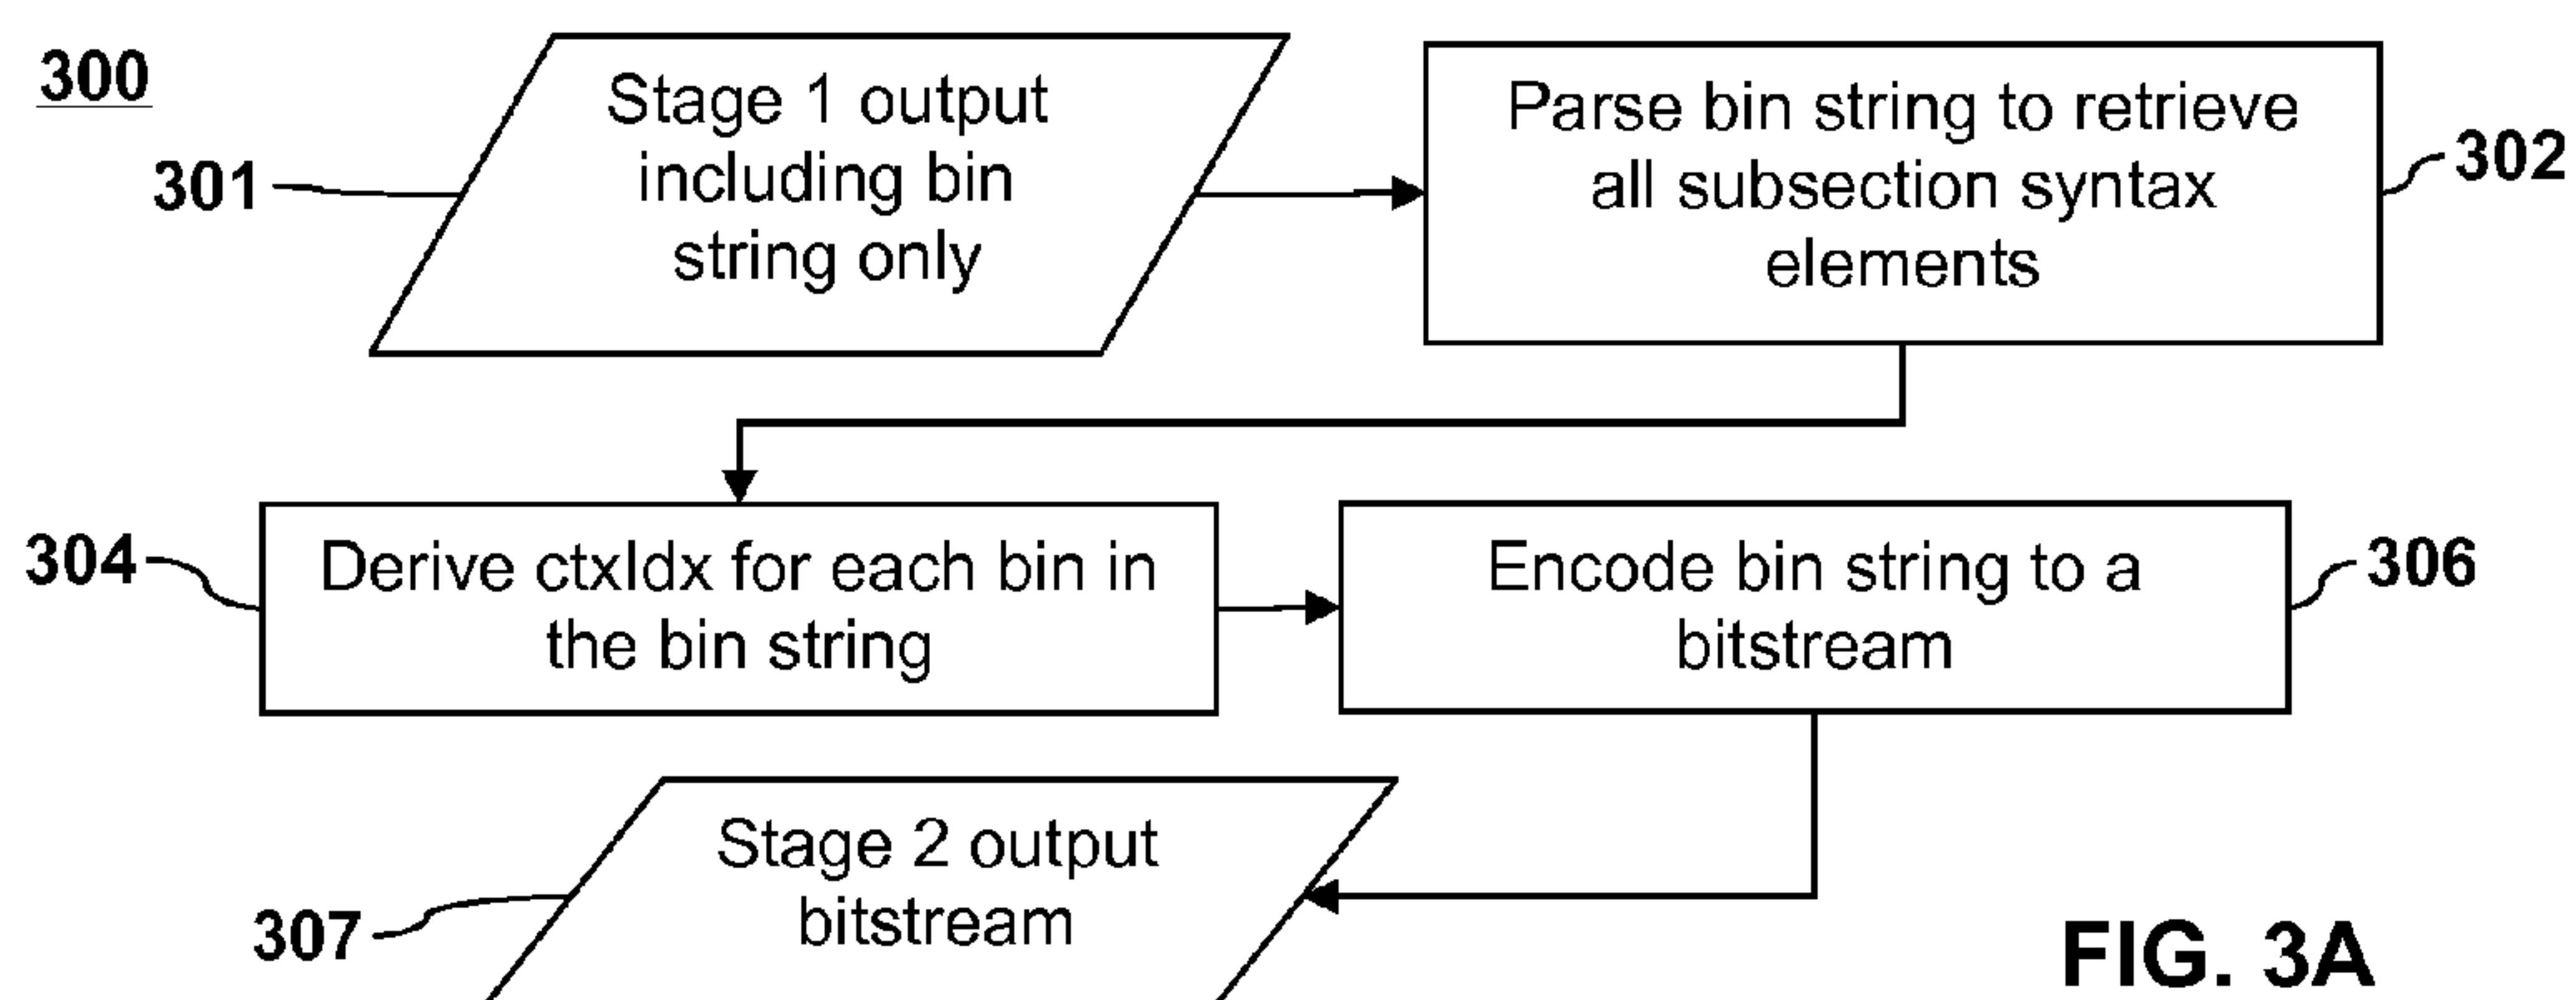 300
301
Stage 1 output
including bin
string only
Parse bin string to retrieve
all subsection syntax
elements
302
304
Derive ctxIdx for each bin in
the bin string
Encode bin string to a
bitstream
306
307
Stage 2 output
bitstream
FIG. 3A